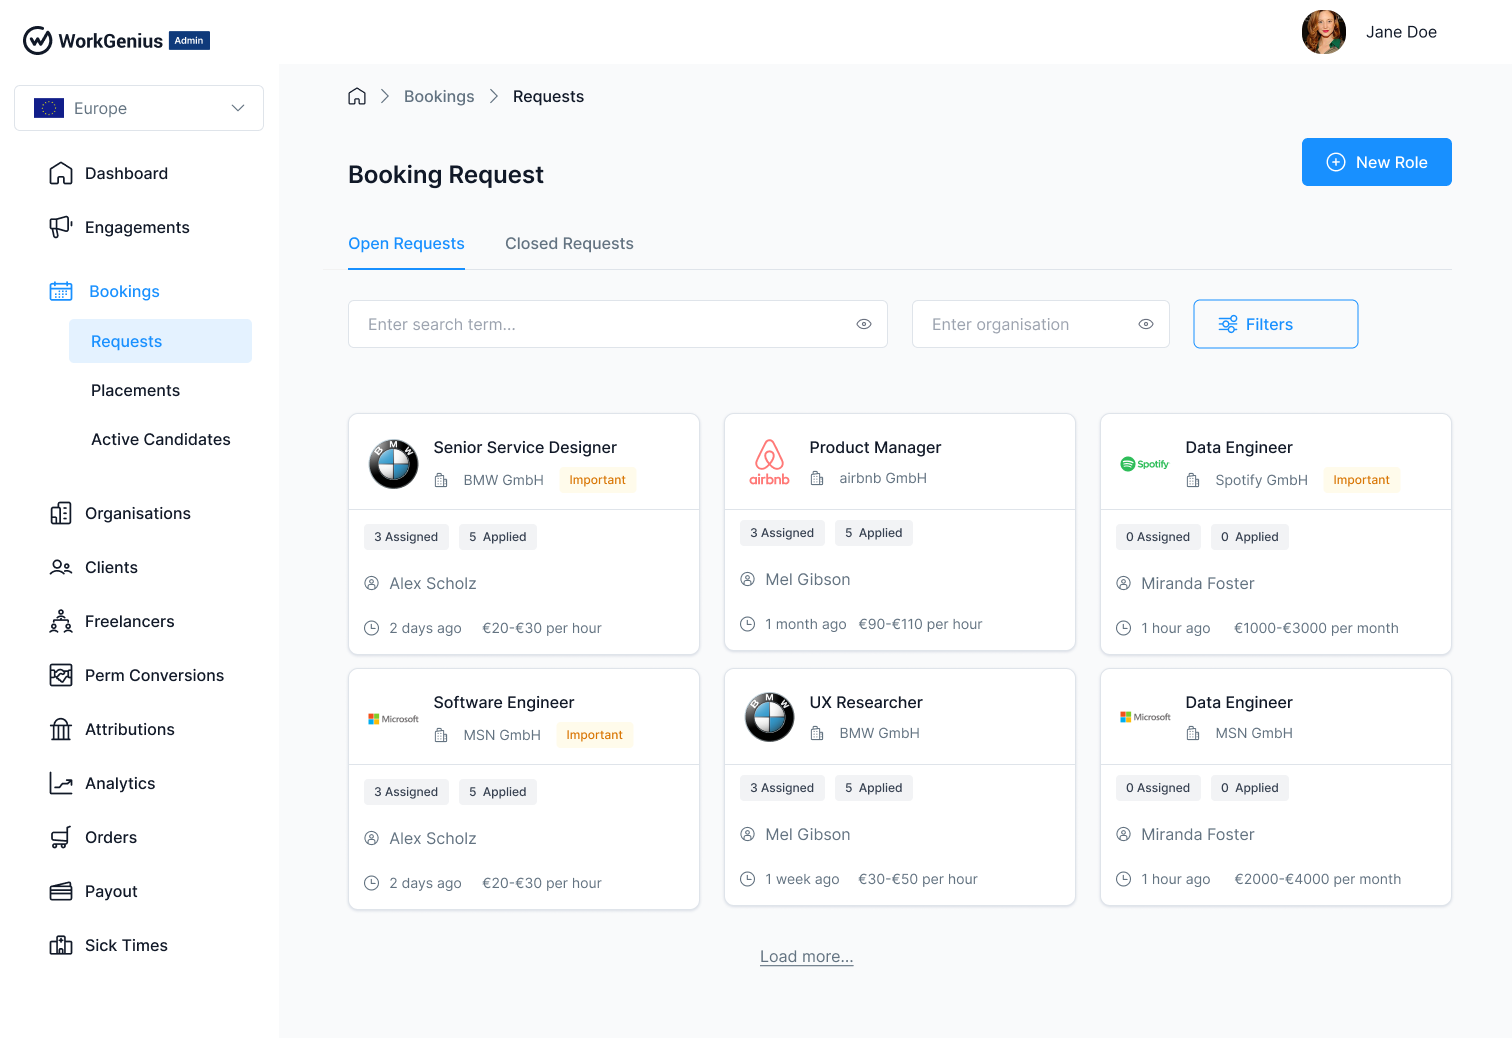 WorkGenius Admin
Jane Doe
Europe
Dashboard
Engagements
Bookings
Requests
Placements
Active Candidates
Organisations
Clients
Freelancers
Perm Conversions
Attributions
Analytics
Orders
Payout
Sick Times
Bookings Requests
Booking Request
New Role
Open Requests Closed Requests
Enter search term...
Enter organisation
Filters
BMW
Senior Service Designer
BMW GmbH Important
3 Assigned 5 Applied
Alex Scholz
2 days ago €20-€30 per hour
airbnb
Product Manager
airbnb GmbH
3 Assigned 5 Applied
Mel Gibson
1 month ago €90-€110 per hour
Spotify
Data Engineer
Spotify GmbH Important
0 Assigned 0 Applied
Miranda Foster
1 hour ago €1000-€3000 per month
Microsoft
Software Engineer
MSN GmbH Important
3 Assigned 5 Applied
Alex Scholz
2 days ago €20-€30 per hour
BMW
UX Researcher
BMW GmbH
3 Assigned 5 Applied
Mel Gibson
1 week ago €30-€50 per hour
Microsoft
Data Engineer
MSN GmbH
0 Assigned 0 Applied
Miranda Foster
1 hour ago €2000-€4000 per month
Load more...